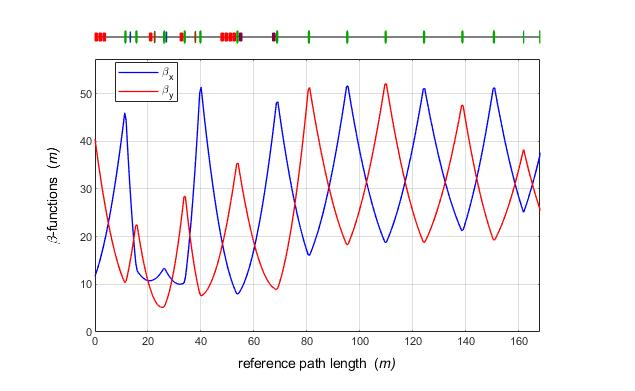 βx
βy
50
40
30
20
10
0
β-functions (m)
0 20 40 60 80 100 120 140 160
reference path length (m)